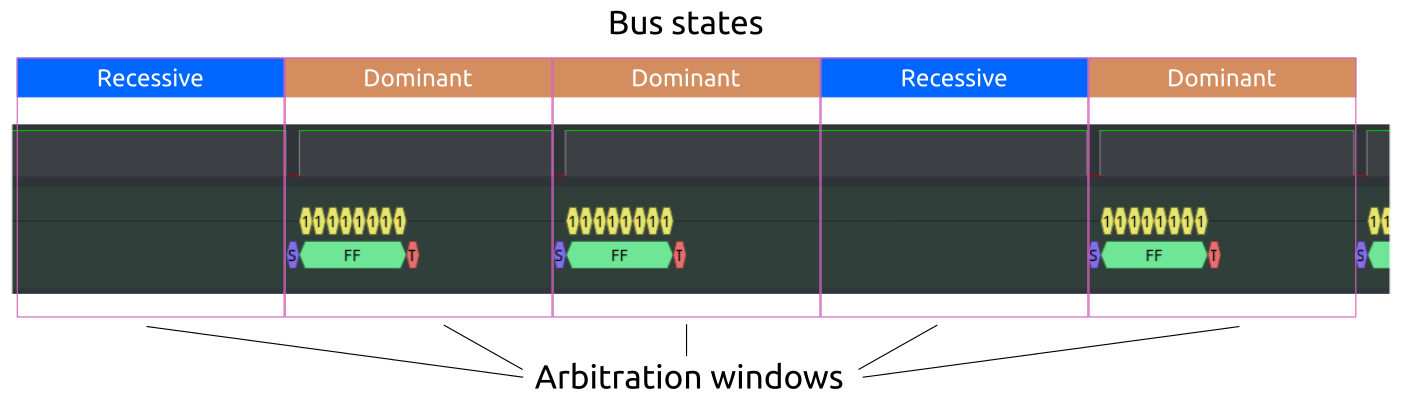 Bus states
Recessive Dominant Dominant Recessive Dominant
1 1 1 1 1 1 1 1 1 1 1 1 1 1 1 1 1 1 1 1 1 1 1 1 1 1
S FF T S FF T S FF T S
Arbitration windows